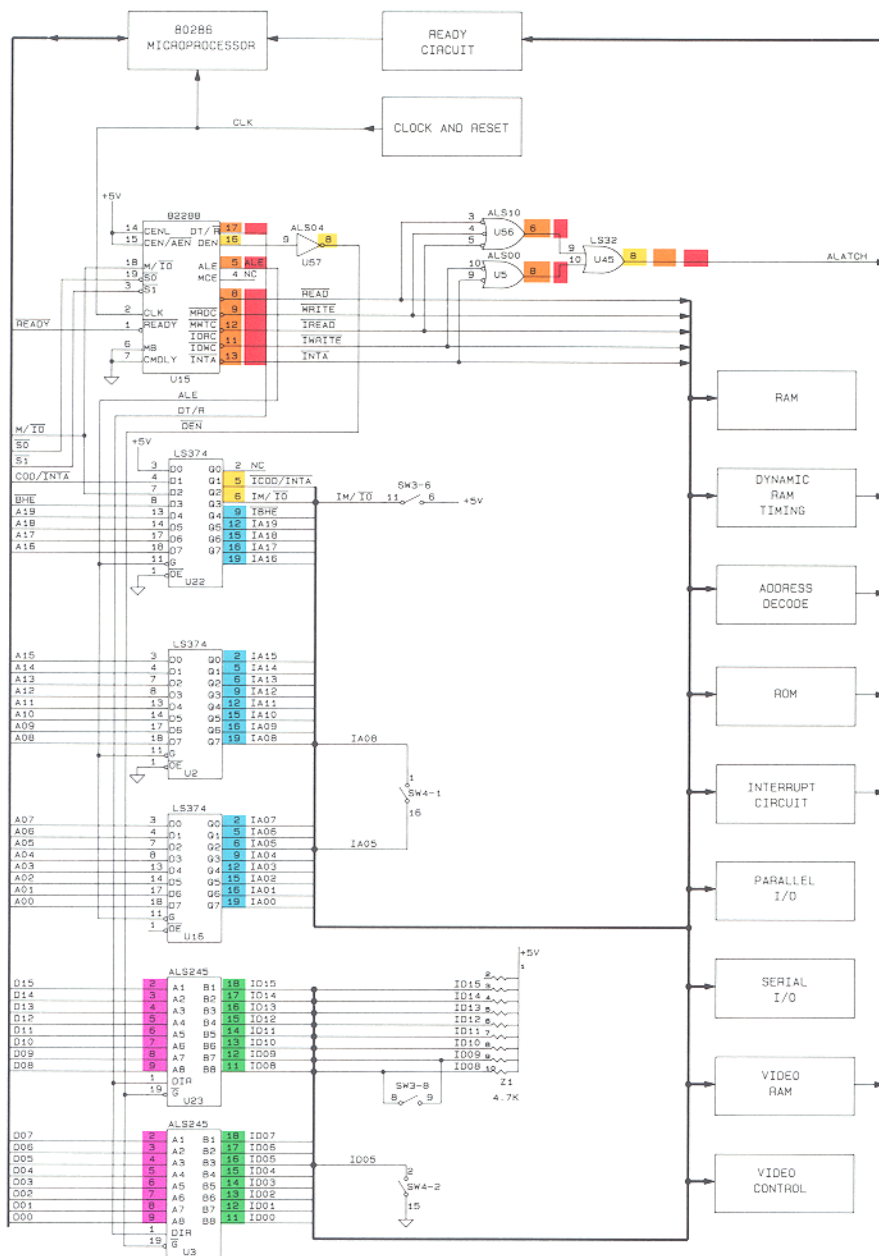 80286
MICROPROCESSOR
READY
CIRCUIT
CLK
CLOCK AND RESET
+5V
82288
14 CENL DT/R 17
15 CEN/AEN DEN 16
18 M/IO ALE 5 ALE
19 S0 MCE 4 NC
3 S1
8 READ
MRDC 9 WRITE
2 CLK MWTC 12 IREAD
READY 1 READY IORC
IOWC 11 IWRITE
6 MB
7 CMDLY INTA 13 INTA
U15
ALS04
9 8
U57
ALS10
3
4 U56 6
5
ALS00
10
9 U5 8
LS32
9
10 U45 8
ALATCH
ALE
DT/R
DEN
M/IO
S0
S1
COD/INTA
BHE
A19
A18
A17
A16
+5V
LS374
3 D0 Q0 2 NC
4 D1 Q1 5 ICOD/INTA
7 D2 Q2 6 IM/IO
8 D3 Q3 9 IBHE
13 D4 Q4 12 IA19
14 D5 Q5 15 IA18
17 D6 Q6 16 IA17
18 D7 Q7 19 IA16
11 G
1 OE
U22
SW3-6
IM/IO 11 6 +5V
LS374
A15 3 D0 Q0 2 IA15
A14 4 D1 Q1 5 IA14
A13 7 D2 Q2 6 IA13
A12 8 D3 Q3 9 IA12
A11 13 D4 Q4 12 IA11
A10 14 D5 Q5 15 IA10
A09 17 D6 Q6 16 IA09
A08 18 D7 Q7 19 IA08
11 G
1 OE
U2
IA08
1
SW4-1
16
IA05
LS374
A07 3 D0 Q0 2 IA07
A06 4 D1 Q1 5 IA06
A05 7 D2 Q2 6 IA05
A04 8 D3 Q3 9 IA04
A03 13 D4 Q4 12 IA03
A02 14 D5 Q5 15 IA02
A01 17 D6 Q6 16 IA01
A00 18 D7 Q7 19 IA00
11 G
1 OE
U16
ALS245
D15 2 A1 B1 18 ID15
D14 3 A2 B2 17 ID14
D13 4 A3 B3 16 ID13
D12 5 A4 B4 15 ID12
D11 6 A5 B5 14 ID11
D10 7 A6 B6 13 ID10
D09 8 A7 B7 12 ID09
D08 9 A8 B8 11 ID08
1 DIR
19 G
U23
+5V
1
2
ID15 3
ID14 4
ID13 5
ID12 6
ID11 7
ID10 8
ID09 9
ID08 10
Z1
4.7K
SW3-8
8 9
ALS245
D07 2 A1 B1 18 ID07
D06 3 A2 B2 17 ID06
D05 4 A3 B3 16 ID05
D04 5 A4 B4 15 ID04
D03 6 A5 B5 14 ID03
D02 7 A6 B6 13 ID02
D01 8 A7 B7 12 ID01
D00 9 A8 B8 11 ID00
1 DIR
19 G
U3
ID05
2
SW4-2
15
RAM
DYNAMIC
RAM
TIMING
ADDRESS
DECODE
ROM
INTERRUPT
CIRCUIT
PARALLEL
I/O
SERIAL
I/O
VIDEO
RAM
VIDEO
CONTROL